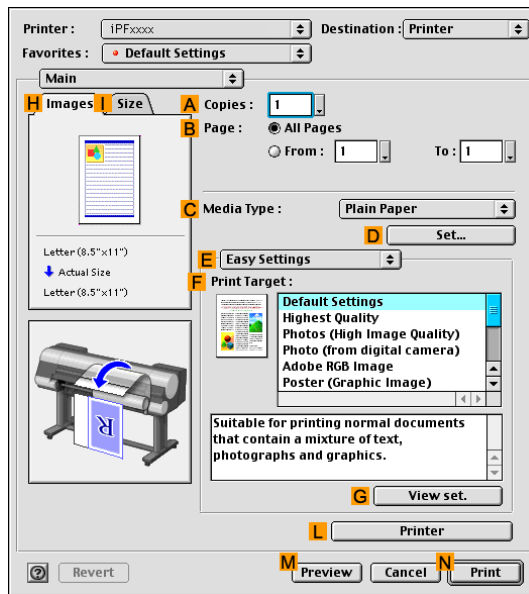 Printer : iPFxxxx Destination : Printer
Favorites : Default Settings
Main
H Images I Size
A Copies : 1
B Page : All Pages
From : 1 To : 1
C Media Type : Plain Paper
D Set...
Letter (8.5"x11")
Actual Size
Letter (8.5"x11")
E Easy Settings
F Print Target :
Default Settings
Highest Quality
Photos (High Image Quality)
Photo (from digital camera)
Adobe RGB Image
Poster (Graphic Image)
R
Suitable for printing normal documents
that contain a mixture of text,
photographs and graphics.
G View set.
L Printer
? Revert M Preview Cancel N Print